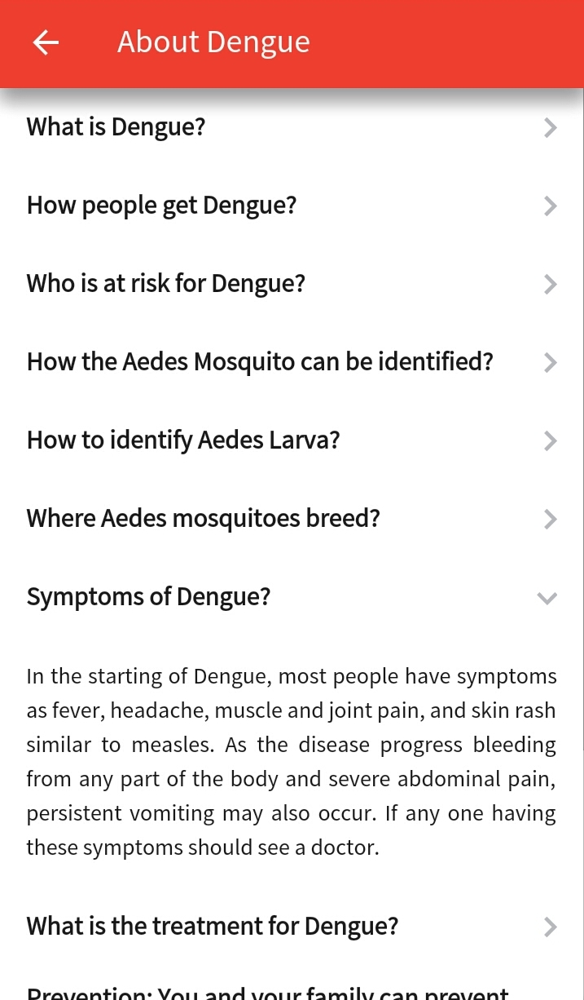 About Dengue
What is Dengue?
How people get Dengue?
Who is at risk for Dengue?
How the Aedes Mosquito can be identified?
How to identify Aedes Larva?
Where Aedes mosquitoes breed?
Symptoms of Dengue?
In the starting of Dengue, most people have symptoms
as fever, headache, muscle and joint pain, and skin rash
similar to measles. As the disease progress bleeding
from any part of the body and severe abdominal pain,
persistent vomiting may also occur. If any one having
these symptoms should see a doctor.
What is the treatment for Dengue?
Prevention: You and your family can prevent